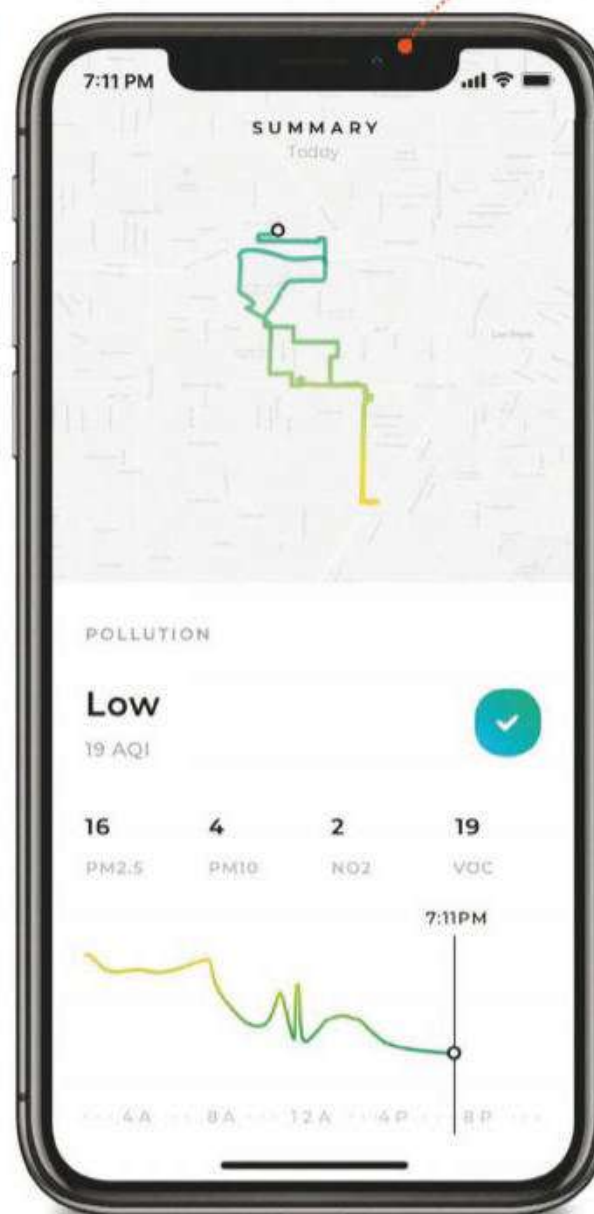 7:11 PM
SUMMARY
Today
POLLUTION
Low
19 AQI
16 4 2 19
PM2.5 PM10 NO2 VOC
7:11PM
4A 8A 12A 4P 8P